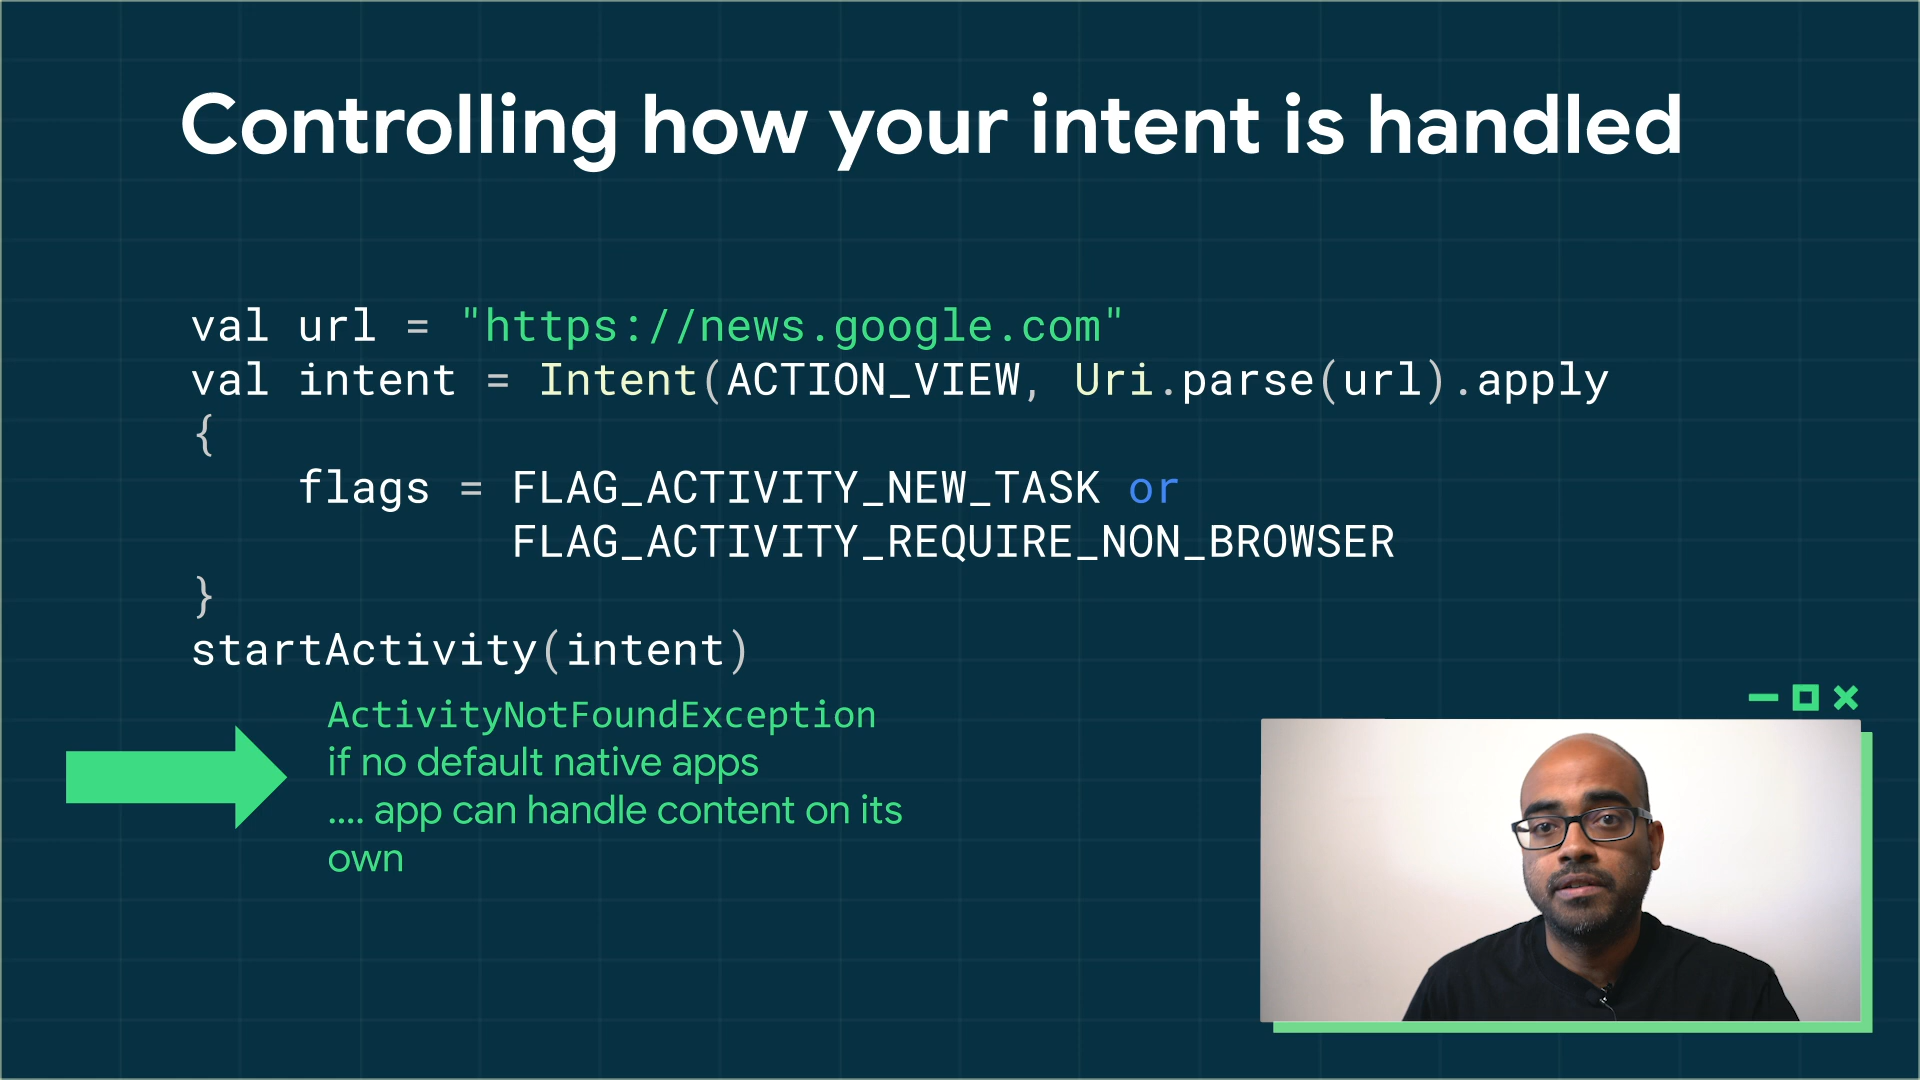 Controlling how your intent is handled
val url = "https://news.google.com"
val intent = Intent(ACTION_VIEW, Uri.parse(url).apply
{
flags = FLAG_ACTIVITY_NEW_TASK or
FLAG_ACTIVITY_REQUIRE_NON_BROWSER
}
startActivity(intent)
ActivityNotFoundException
if no default native apps
.... app can handle content on its
own